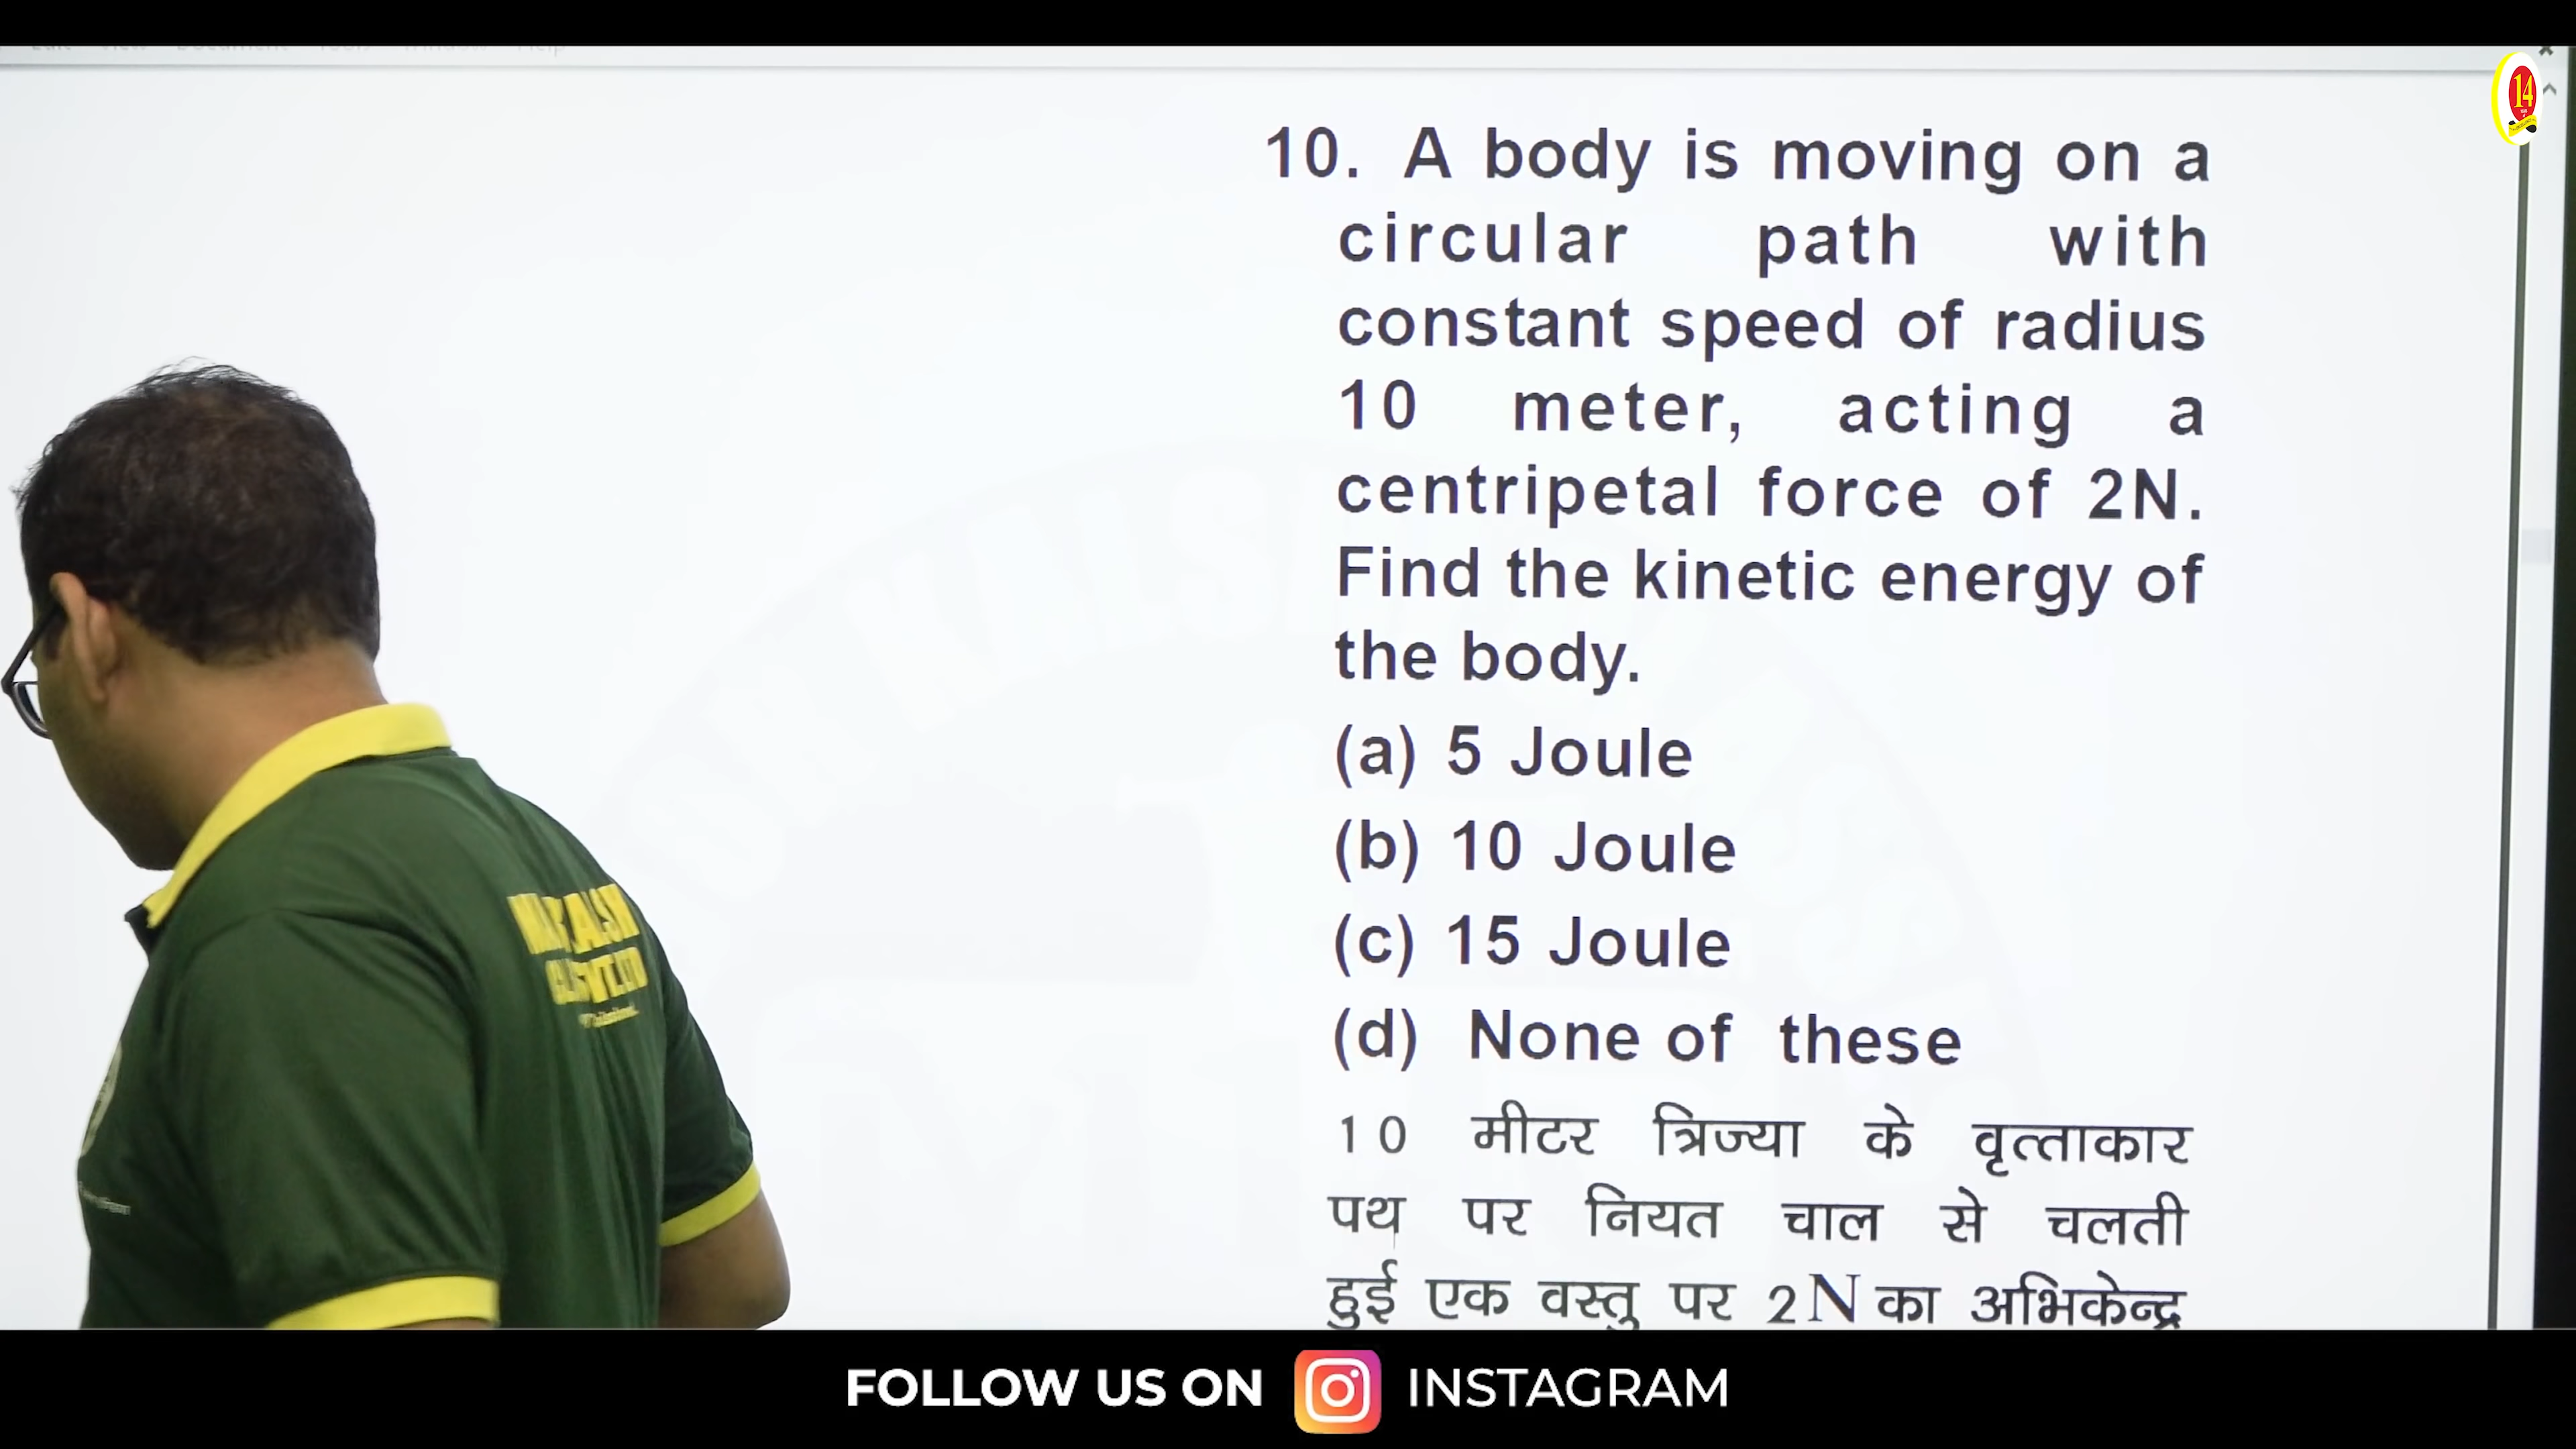 14
10. A body is moving on a
circular path with
constant speed of radius
10 meter, acting a
centripetal force of 2N.
Find the kinetic energy of
the body.
(a) 5 Joule
(b) 10 Joule
(c) 15 Joule
(d) None of these
10 मीटर त्रिज्या के वृत्ताकार
पथ पर नियत चाल से चलती
हुई एक वस्तु पर 2N का अभिकेन्द्र
FOLLOW US ON INSTAGRAM